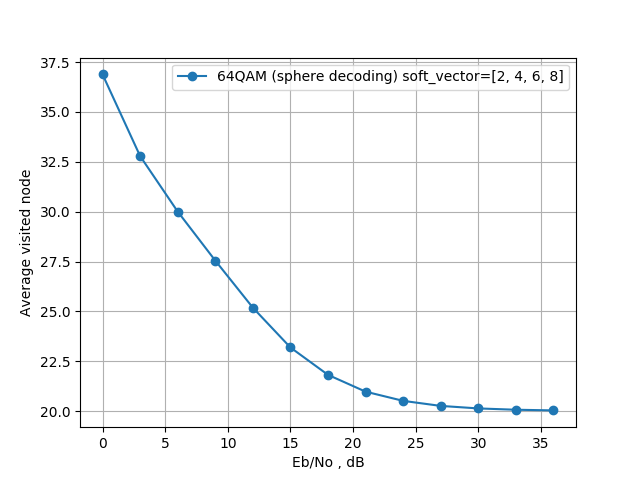 64QAM (sphere decoding) soft_vector=[2, 4, 6, 8]
37.5
35.0
32.5
30.0
27.5
25.0
22.5
20.0
Average visited node
0 5 10 15 20 25 30 35
Eb/No , dB